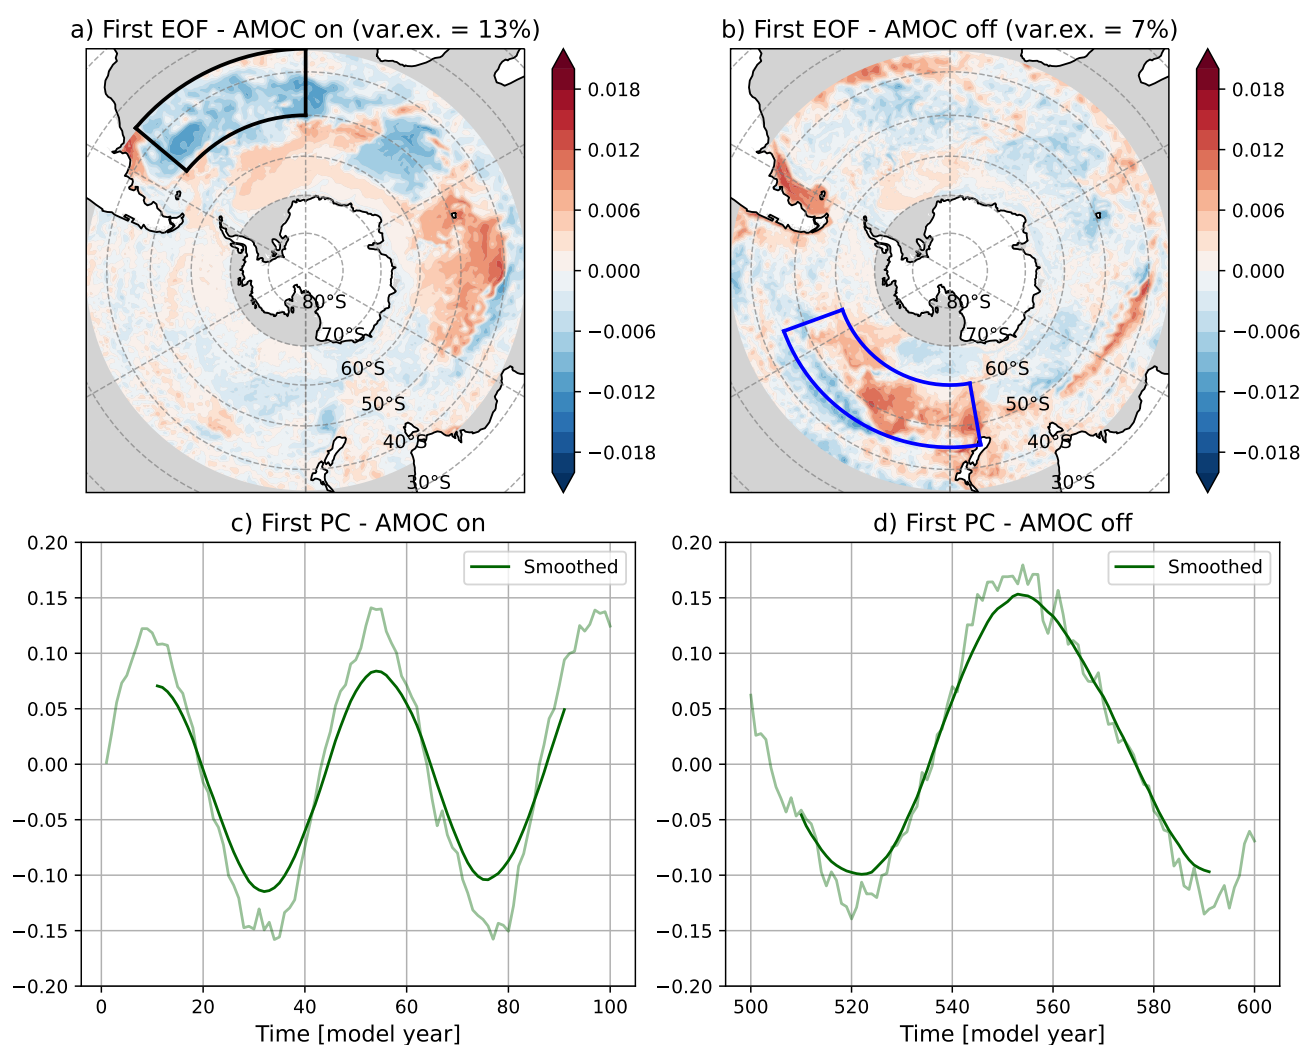 a) First EOF - AMOC on (var.ex. = 13%)
b) First EOF - AMOC off (var.ex. = 7%)
0.018
0.012
0.006
0.000
−0.006
−0.012
−0.018
80°S
70°S
60°S
50°S
40°S
30°S
0.018
0.012
0.006
0.000
−0.006
−0.012
−0.018
80°S
70°S
60°S
50°S
40°S
30°S
c) First PC - AMOC on
0.20
0.15
0.10
0.05
0.00
−0.05
−0.10
−0.15
−0.20
Smoothed
0
20
40
60
80
100
Time [model year]
d) First PC - AMOC off
0.20
0.15
0.10
0.05
0.00
−0.05
−0.10
−0.15
−0.20
Smoothed
500
520
540
560
580
600
Time [model year]